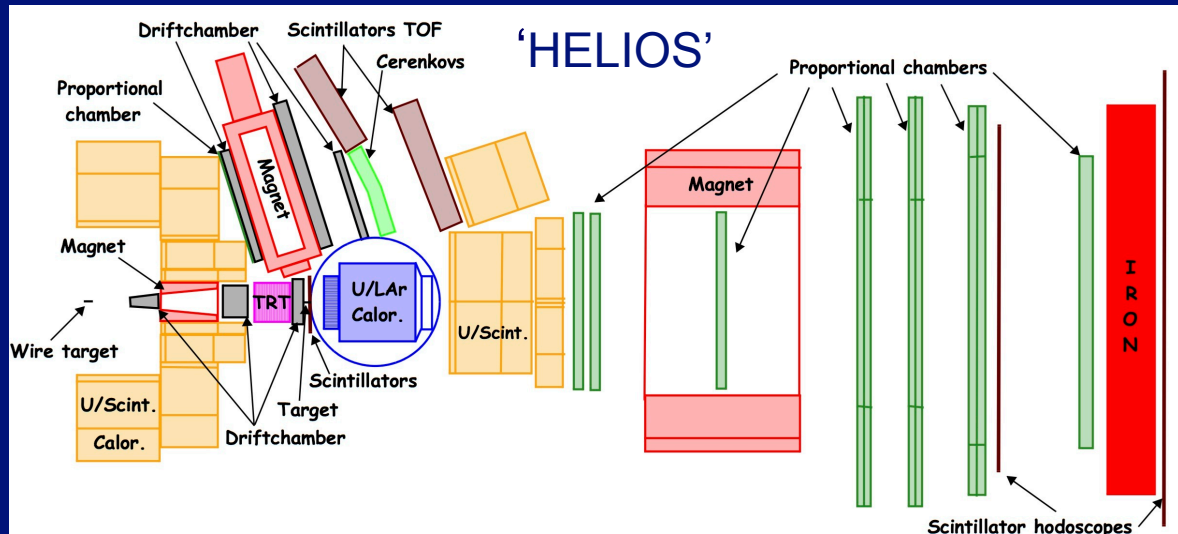 'HELIOS'
Driftchamber
Scintillators TOF
Cerenkovs
Proportional chambers
Proportional
chamber
Magnet
Magnet
Magnet
TRT
U/LAr
Calor.
U/Scint.
IRON
Wire target
Scintillators
U/Scint.
Target
Calor.
Driftchamber
Scintillator hodoscopes